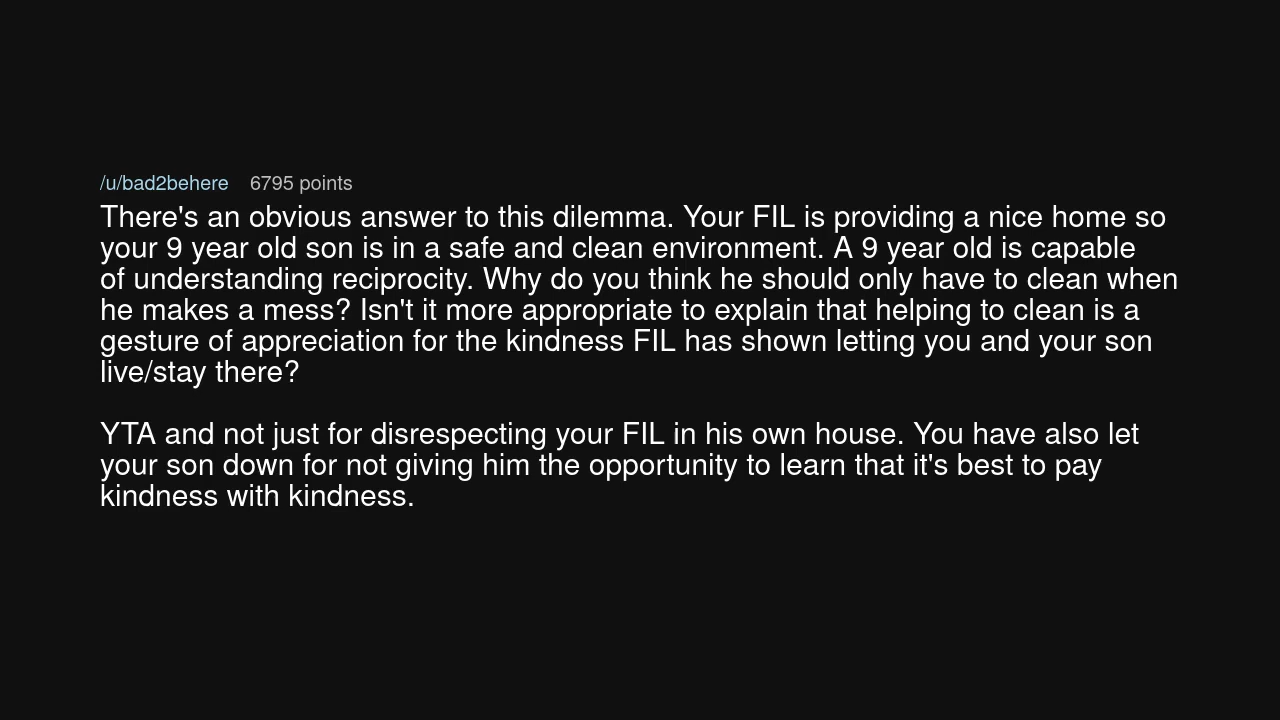 /u/bad2behere 6795 points
There's an obvious answer to this dilemma. Your FIL is providing a nice home so
your 9 year old son is in a safe and clean environment. A 9 year old is capable
of understanding reciprocity. Why do you think he should only have to clean when
he makes a mess? Isn't it more appropriate to explain that helping to clean is a
gesture of appreciation for the kindness FIL has shown letting you and your son
live/stay there?
YTA and not just for disrespecting your FIL in his own house. You have also let
your son down for not giving him the opportunity to learn that it's best to pay
kindness with kindness.